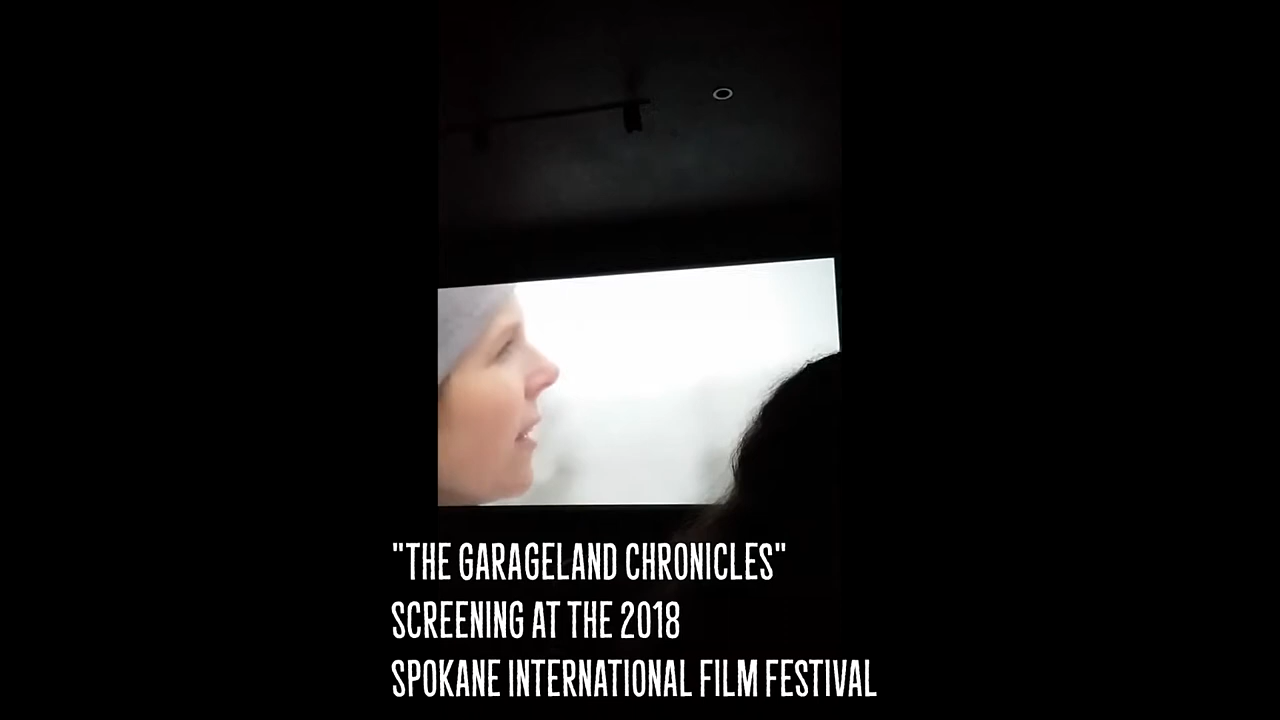 "THE GARAGELAND CHRONICLES"
SCREENING AT THE 2018
SPOKANE INTERNATIONAL FILM FESTIVAL